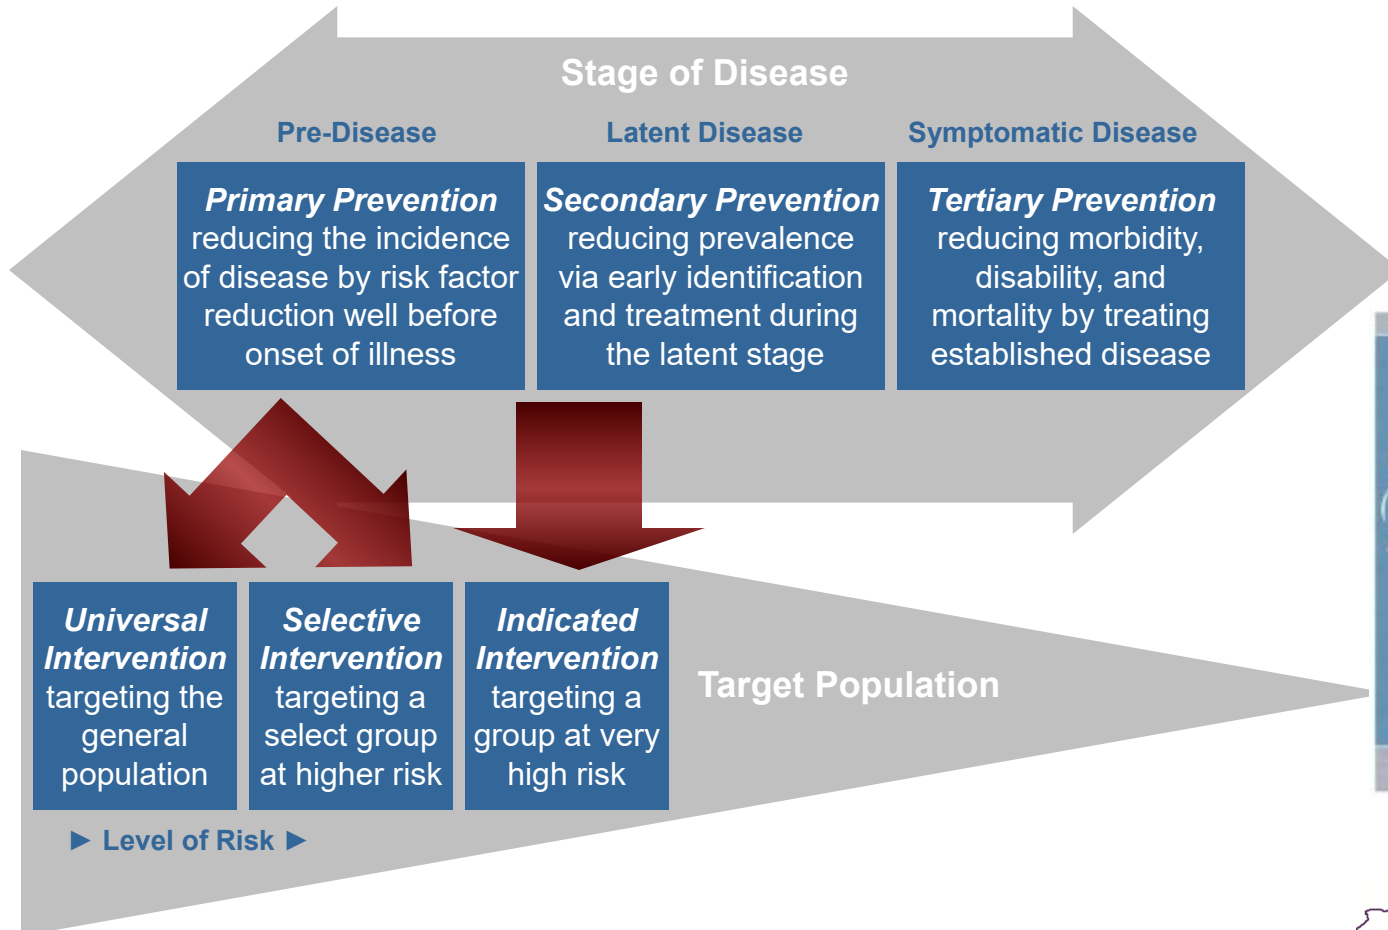 Stage of Disease
Pre-Disease
Latent Disease
Symptomatic Disease
Primary Prevention
reducing the incidence
of disease by risk factor
reduction well before
onset of illness
Secondary Prevention
reducing prevalence
via early identification
and treatment during
the latent stage
Tertiary Prevention
reducing morbidity,
disability, and
mortality by treating
established disease
Universal
Intervention
targeting the
general
population
Selective
Intervention
targeting a
select group
at higher risk
Indicated
Intervention
targeting a
group at very
high risk
Target Population
► Level of Risk ►